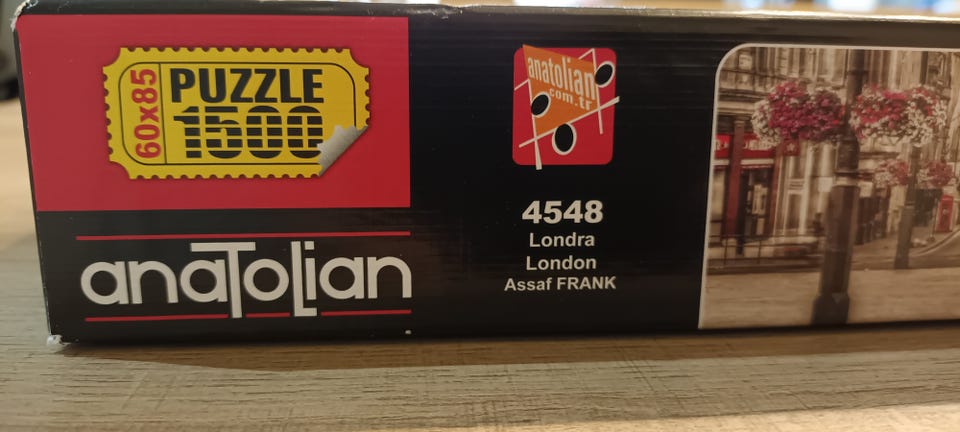 60x85
PUZZLE
1500
anaTolian
anatolian
com.tr
4548
Londra
London
Assaf FRANK